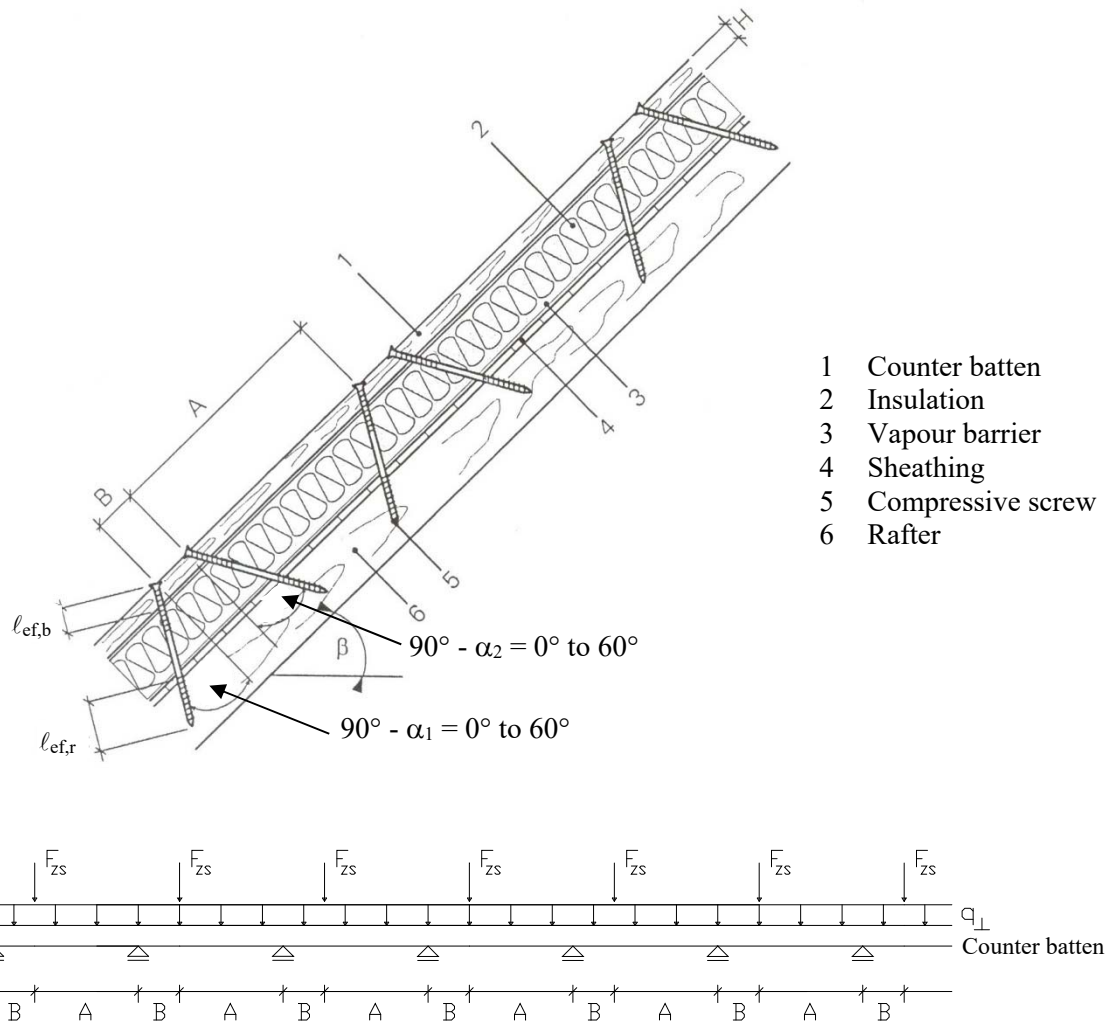 H
2
1
A
3
4
B
5
6
ℓef,b
ℓef,r
β
90° - α2 = 0° to 60°
90° - α1 = 0° to 60°
1 Counter batten
2 Insulation
3 Vapour barrier
4 Sheathing
5 Compressive screw
6 Rafter
Fzs Fzs Fzs Fzs Fzs Fzs Fzs
q⊥
Counter batten
B A B A B A B A B A B A B